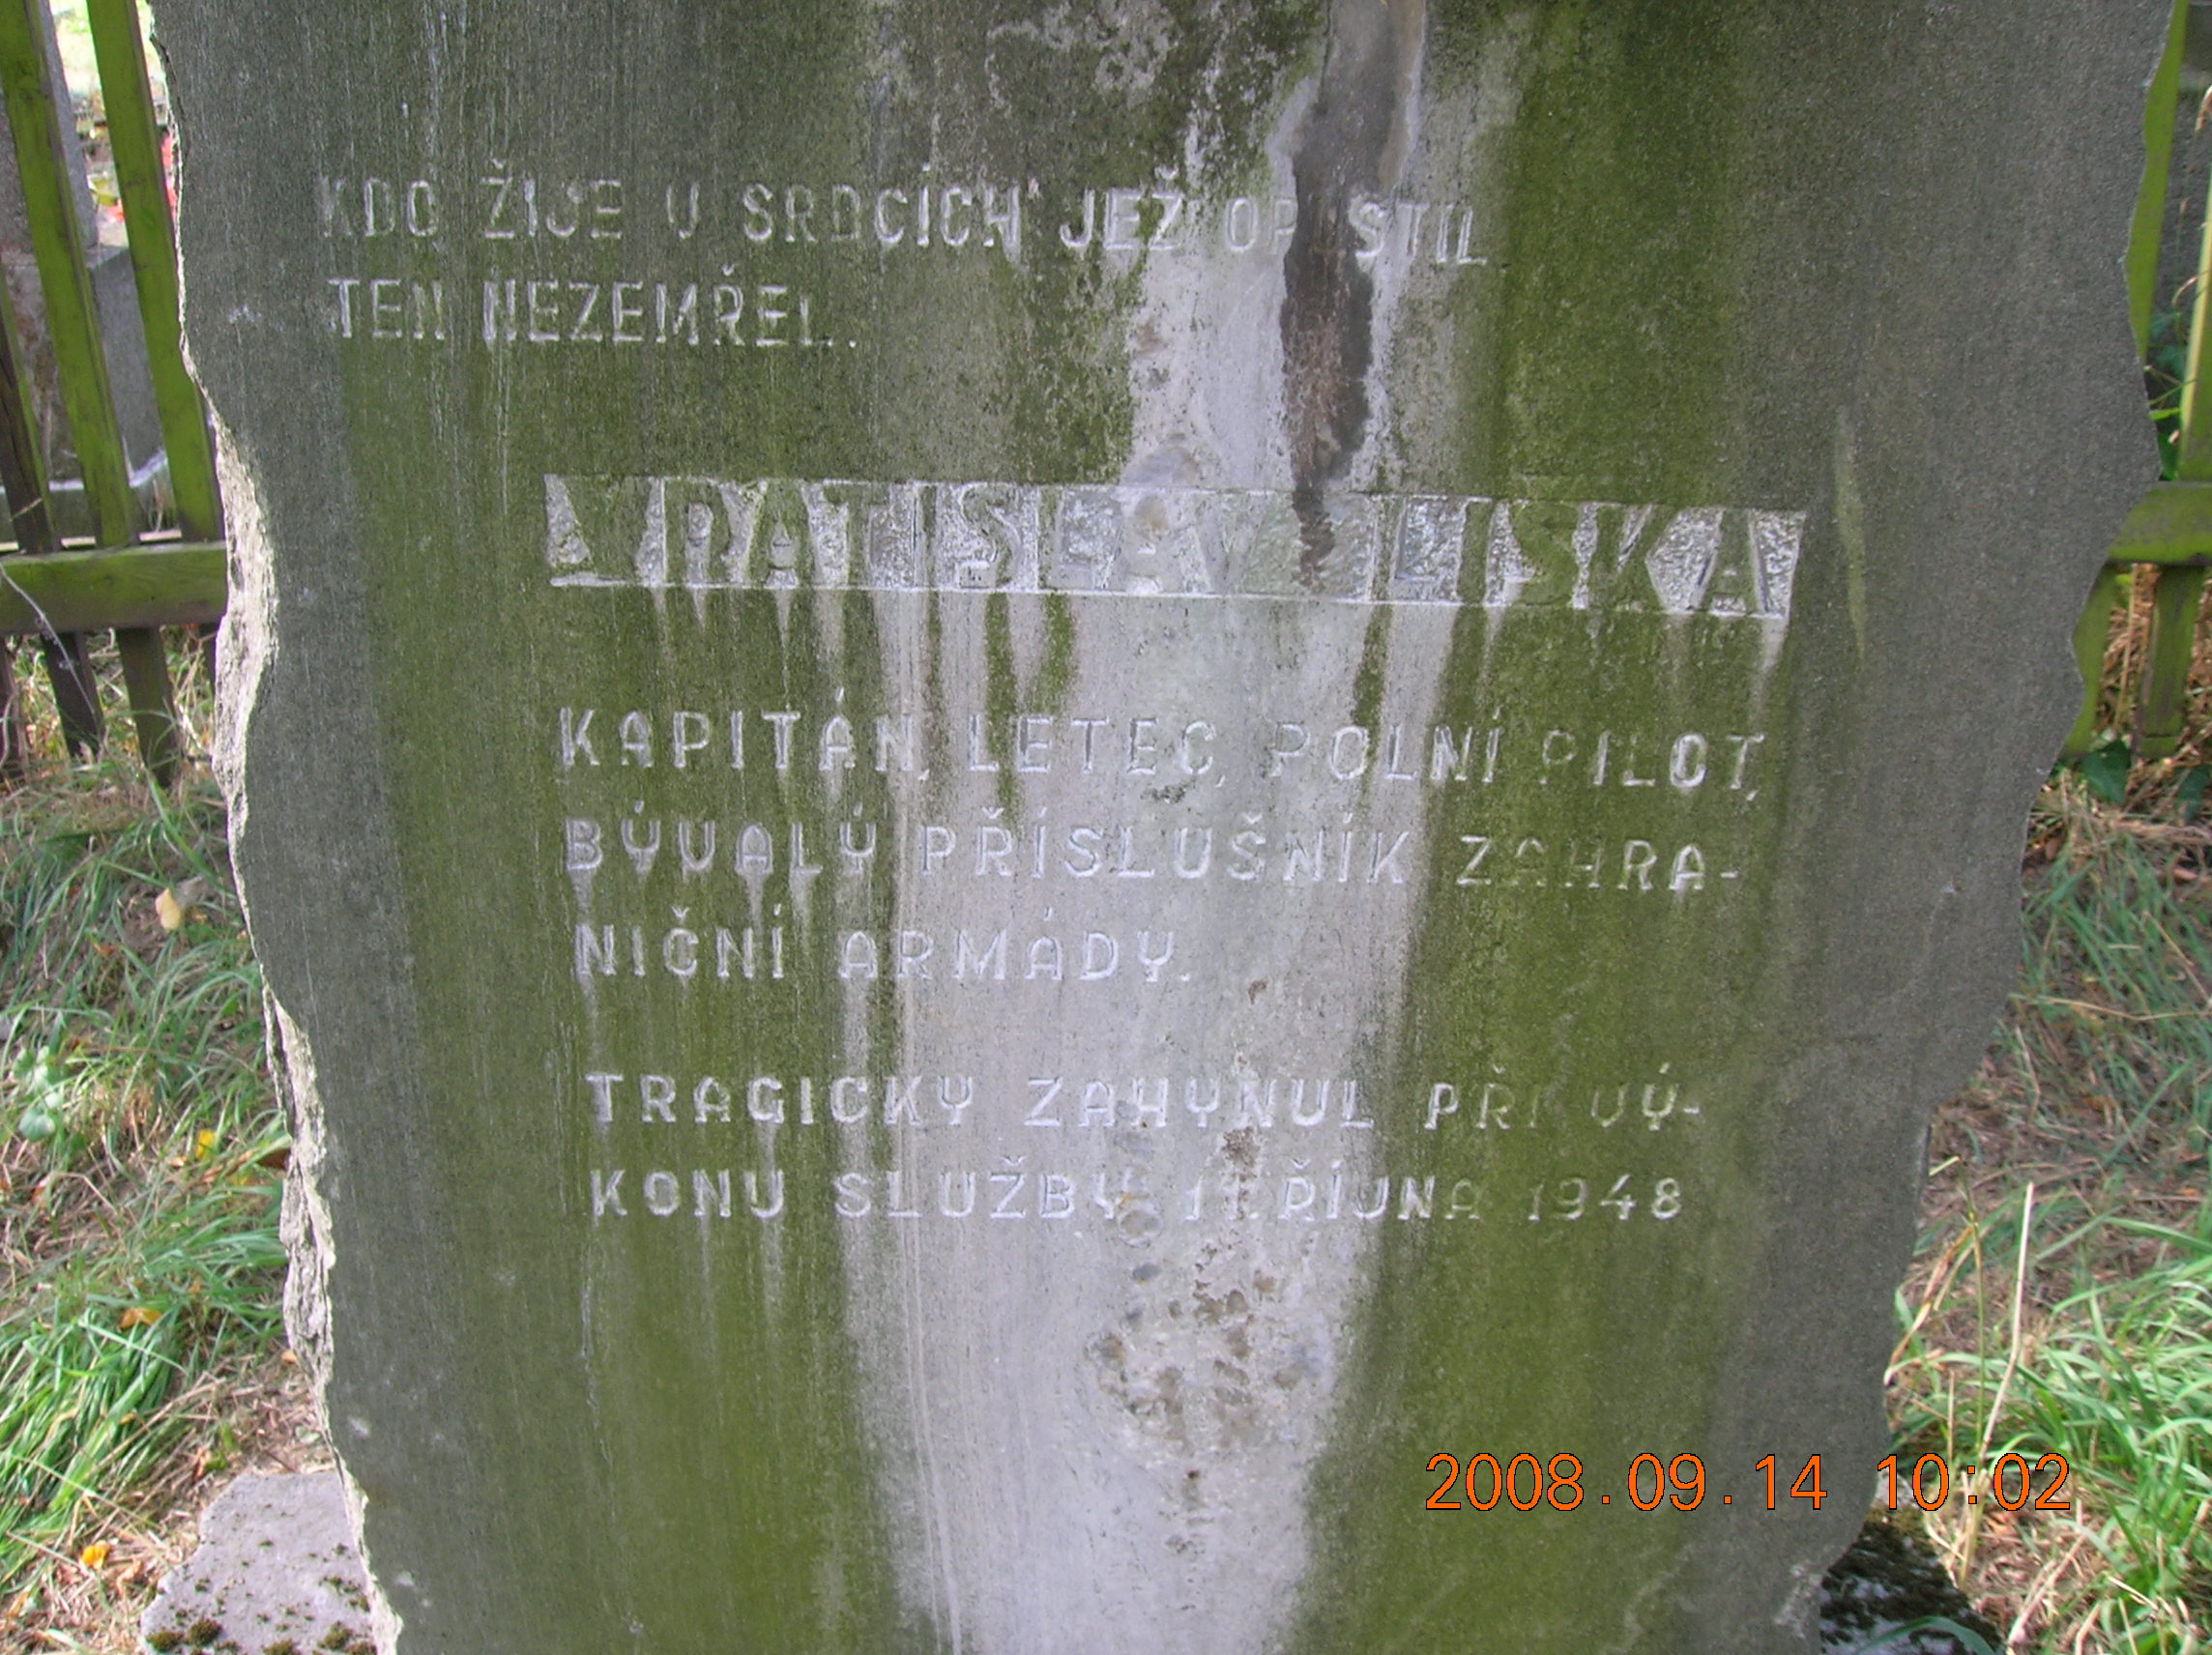 KDO ŽIJE V SRDCÍCH JEŽ OPUSTIL
TEN NEZEMŘEL.
VRATISLAV LIŠKA
KAPITÁN, LETEC, POLNÍ PILOT,
BÝVALÝ PŘÍSLUŠNÍK ZAHRA-
NIČNÍ ARMÁDY.
TRAGICKY ZAHYNUL PŘI VÝ-
KONU SLUŽBY ŘÍJNA 1948
2008.09.14 10:02